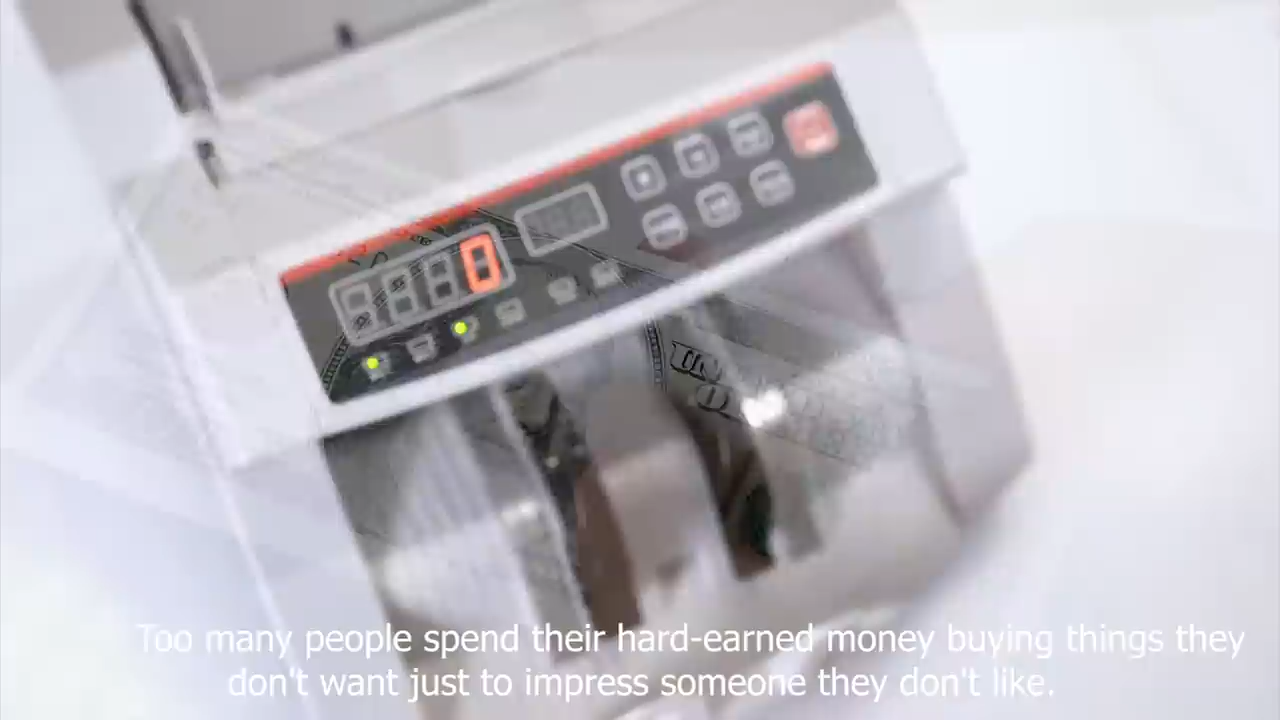 0
Too many people spend their hard-earned money buying things they
don't want just to impress someone they don't like.